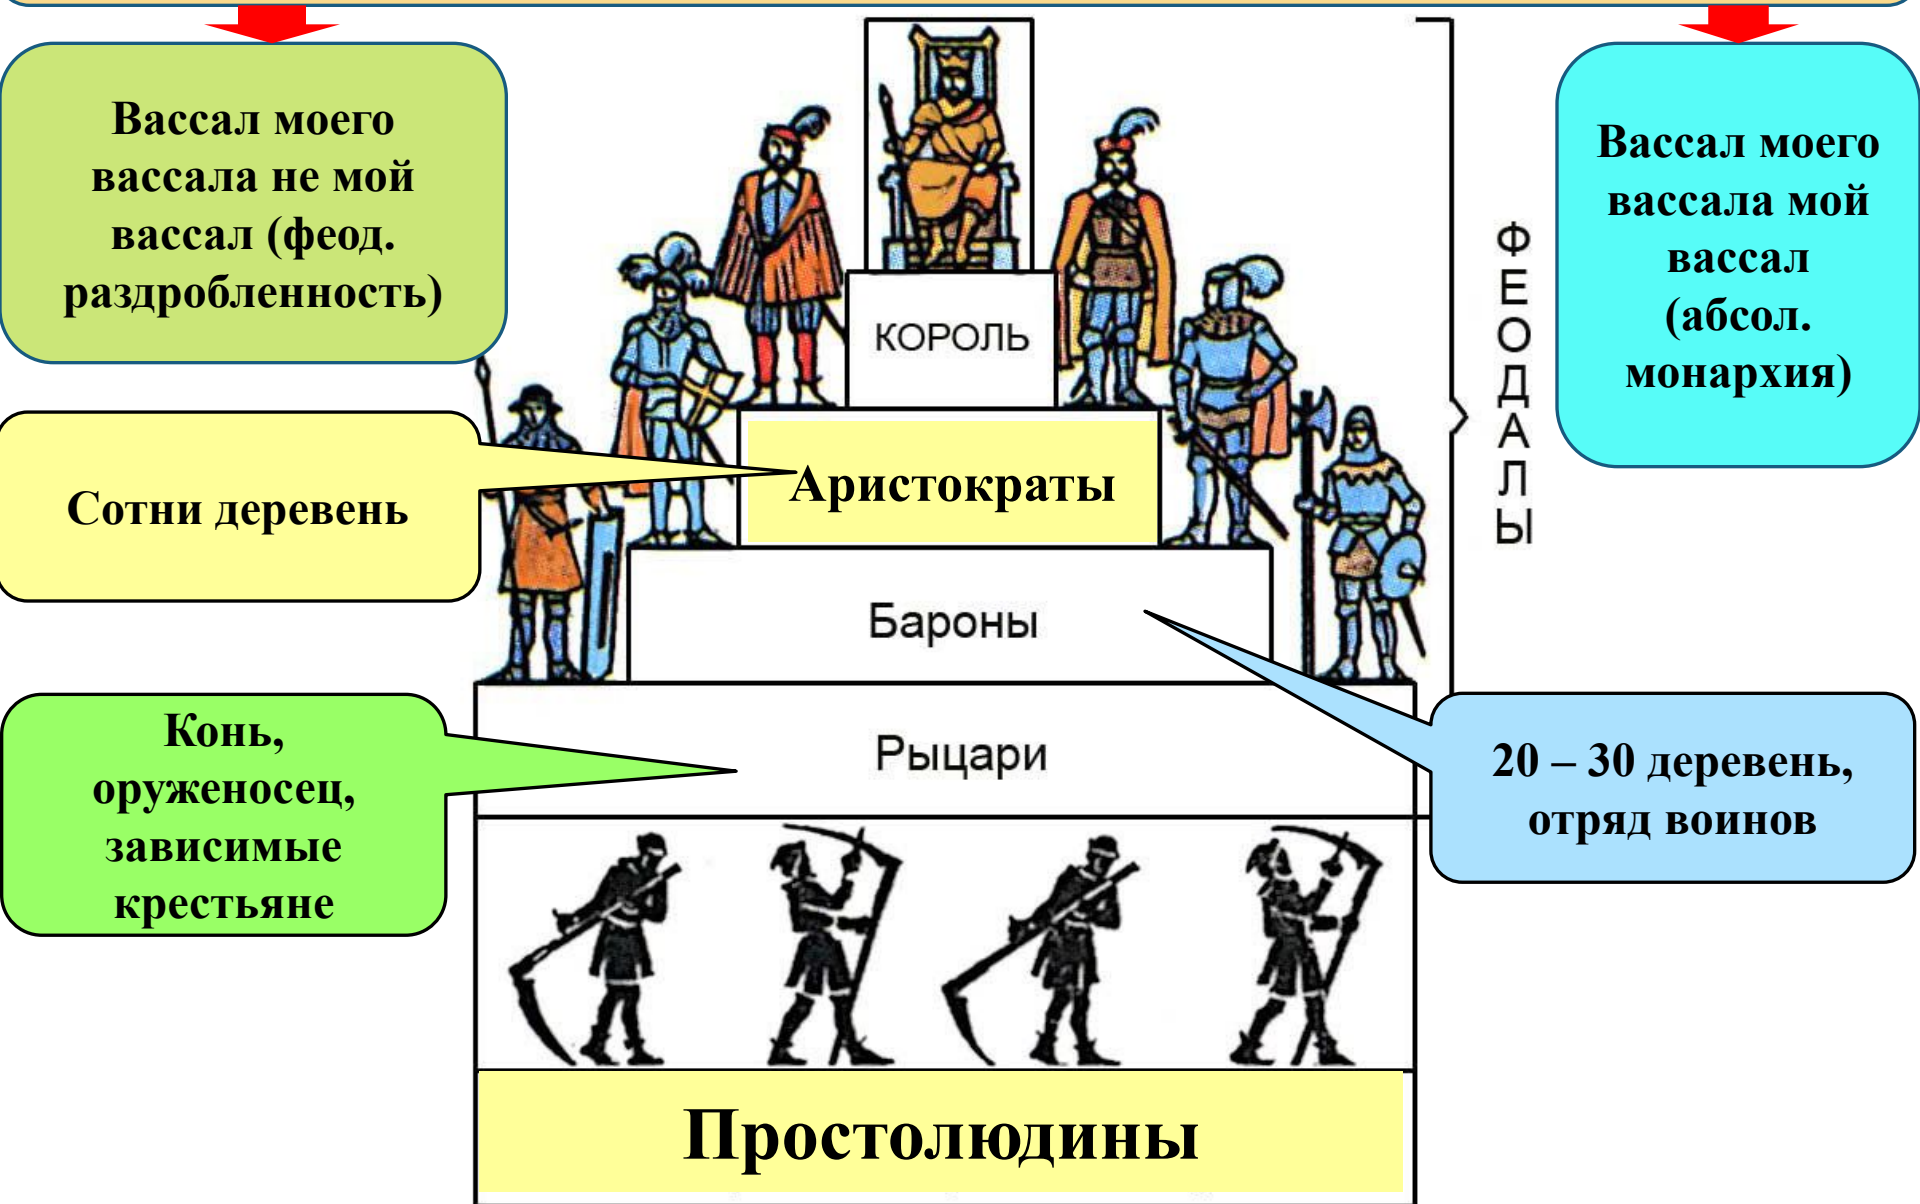 Вассал моего
вассала не мой
вассал (феод.
раздробленность)
Вассал моего
вассала мой
вассал
(абсол.
монархия)
КОРОЛЬ
ФЕОДАЛЫ
Сотни деревень
Аристократы
Бароны
Конь,
оруженосец,
зависимые
крестьяне
Рыцари
20 – 30 деревень,
отряд воинов
Простолюдины